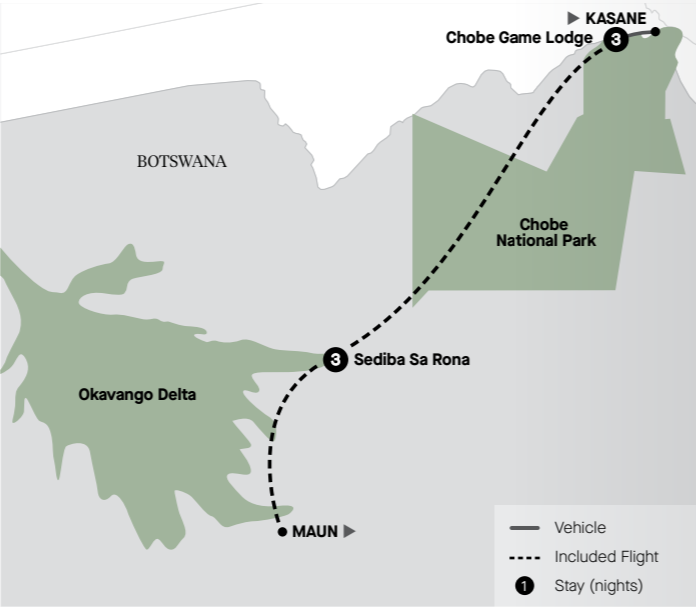 ▶ KASANE
Chobe Game Lodge 3
BOTSWANA
Chobe
National Park
3 Sediba Sa Rona
Okavango Delta
MAUN ▶
Vehicle
Included Flight
1 Stay (nights)